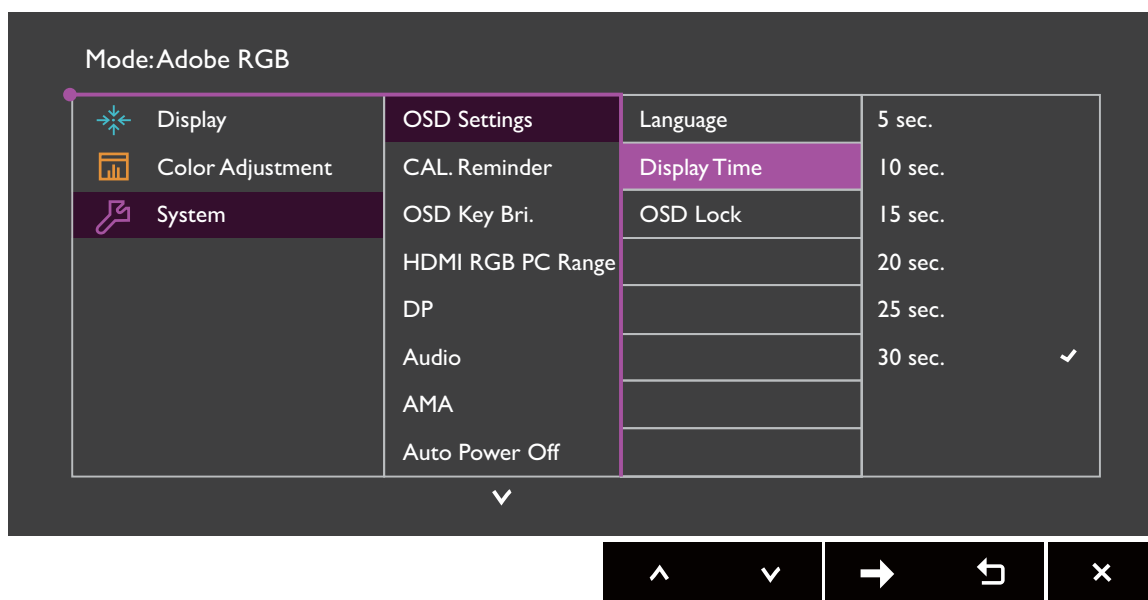 Mode: Adobe RGB
Display
Color Adjustment
System
OSD Settings
CAL. Reminder
OSD Key Bri.
HDMI RGB PC Range
DP
Audio
AMA
Auto Power Off
Language
Display Time
OSD Lock
5 sec.
10 sec.
15 sec.
20 sec.
25 sec.
30 sec.